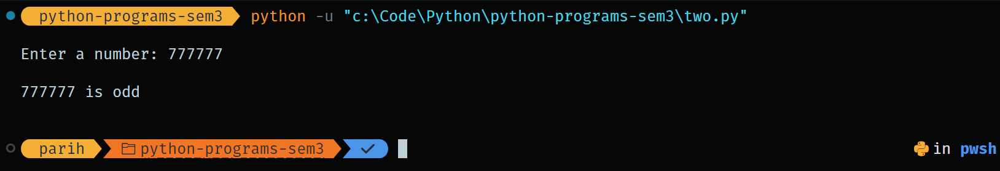 python-programs-sem3 python -u "c:\Code\Python\python-programs-sem3\two.py"
Enter a number: 777777
777777 is odd
parih python-programs-sem3 in pwsh